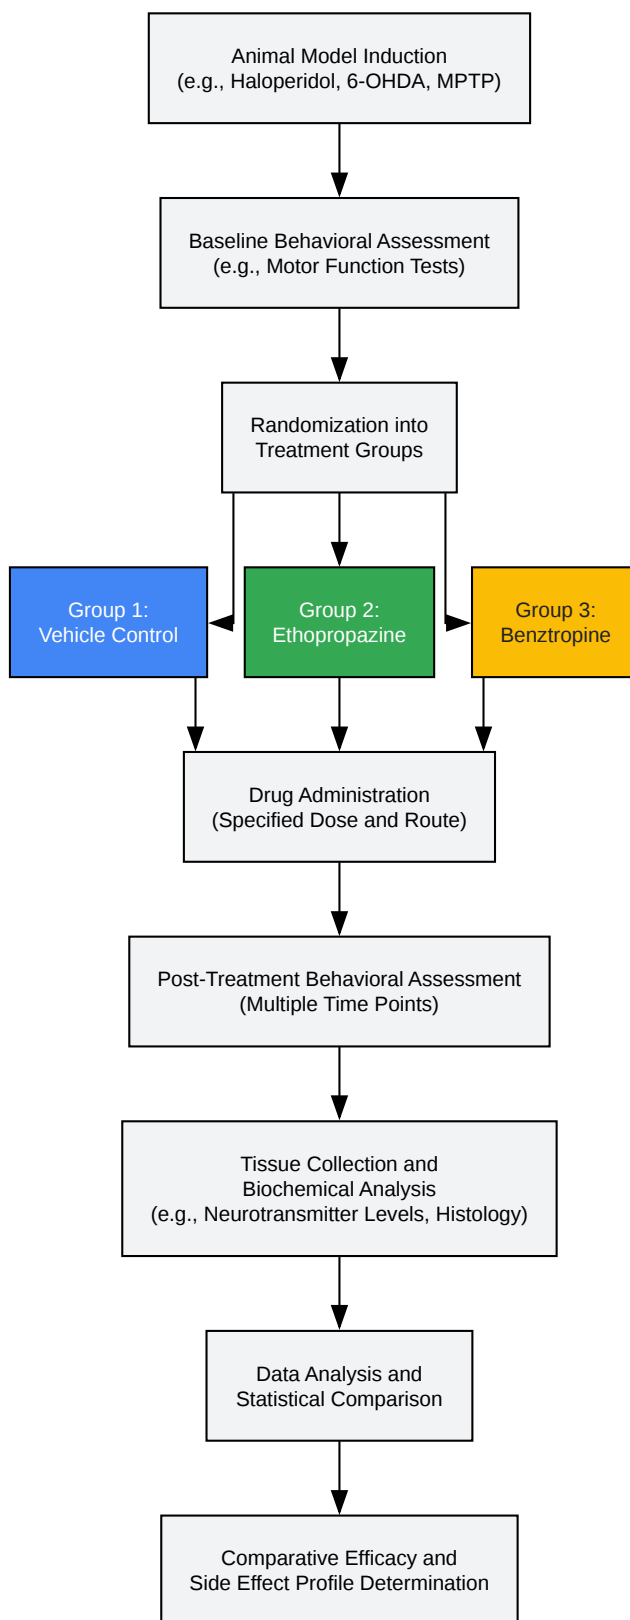 Animal Model Induction
(e.g., Haloperidol, 6-OHDA, MPTP)
Baseline Behavioral Assessment
(e.g., Motor Function Tests)
Randomization into
Treatment Groups
Group 1:
Vehicle Control
Group 2:
Ethopropazine
Group 3:
Benztropine
Drug Administration
(Specified Dose and Route)
Post-Treatment Behavioral Assessment
(Multiple Time Points)
Tissue Collection and
Biochemical Analysis
(e.g., Neurotransmitter Levels, Histology)
Data Analysis and
Statistical Comparison
Comparative Efficacy and
Side Effect Profile Determination